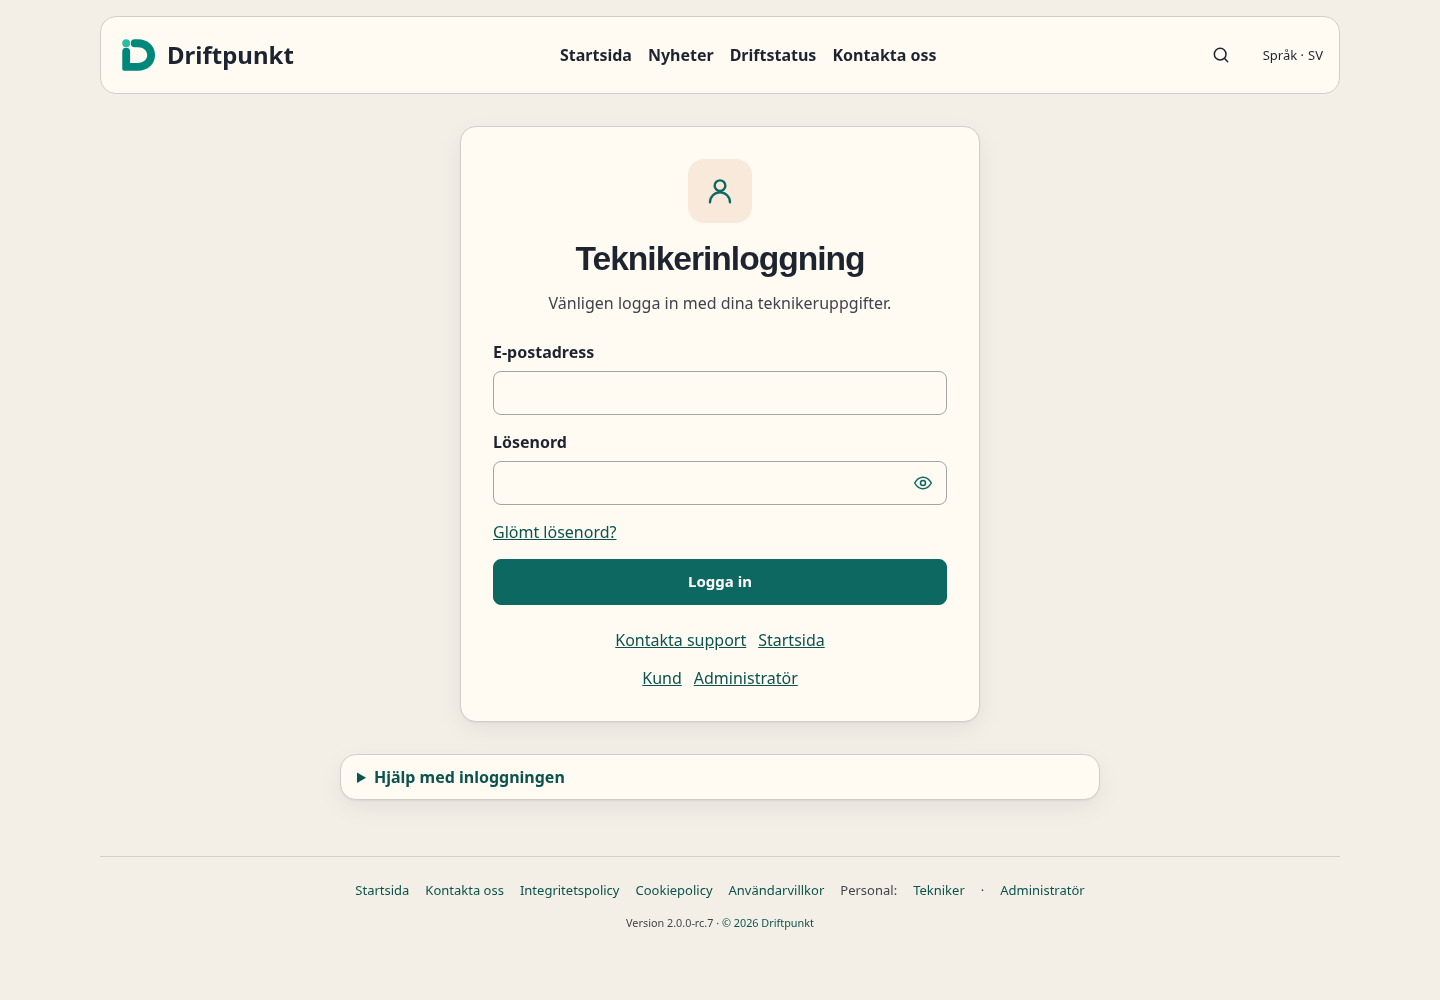 Driftpunkt
Startsida Nyheter Driftstatus Kontakta oss
Språk · SV
Teknikerinloggning
Vänligen logga in med dina teknikeruppgifter.
E-postadress
Lösenord
Glömt lösenord?
Logga in
Kontakta support Startsida
Kund Administratör
Hjälp med inloggningen
Startsida Kontakta oss Integritetspolicy Cookiepolicy Användarvillkor Personal: Tekniker · Administratör
Version 2.0.0-rc.7 · © 2026 Driftpunkt